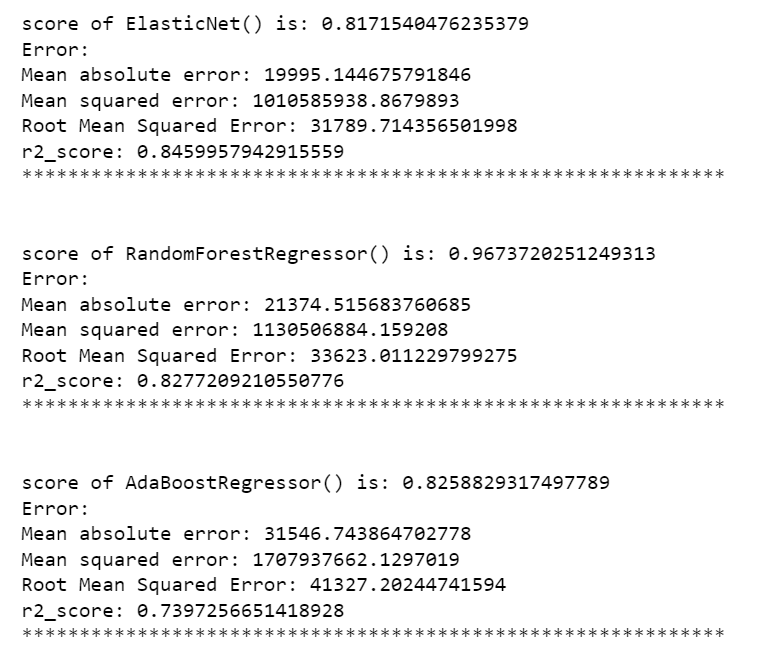 score of ElasticNet() is: 0.8171540476235379
Error:
Mean absolute error: 19995.144675791846
Mean squared error: 1010585938.8679893
Root Mean Squared Error: 31789.714356501998
r2_score: 0.8459957942915559
*************************************************************
score of RandomForestRegressor() is: 0.9673720251249313
Error:
Mean absolute error: 21374.515683760685
Mean squared error: 1130506884.159208
Root Mean Squared Error: 33623.011229799275
r2_score: 0.8277209210550776
*************************************************************
score of AdaBoostRegressor() is: 0.8258829317497789
Error:
Mean absolute error: 31546.743864702778
Mean squared error: 1707937662.1297019
Root Mean Squared Error: 41327.20244741594
r2_score: 0.7397256651418928
*************************************************************